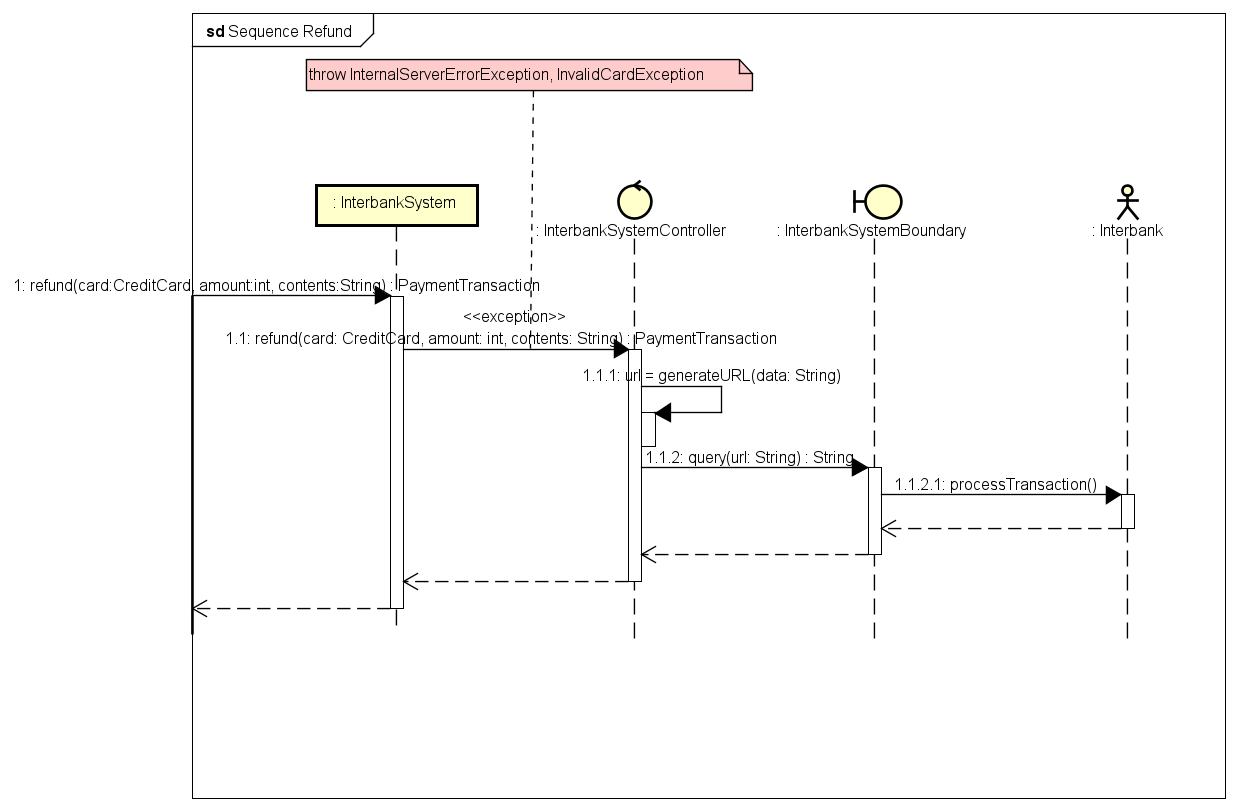 sd Sequence Refund
throw InternalServerErrorException, InvalidCardException
: InterbankSystem
: InterbankSystemController
: InterbankSystemBoundary
: Interbank
1: refund(card:CreditCard, amount:int, contents:String) : PaymentTransaction
<<exception>>
1.1: refund(card: CreditCard, amount: int, contents: String) : PaymentTransaction
1.1.1: url = generateURL(data: String)
1.1.2: query(url: String) : String
1.1.2.1: processTransaction()